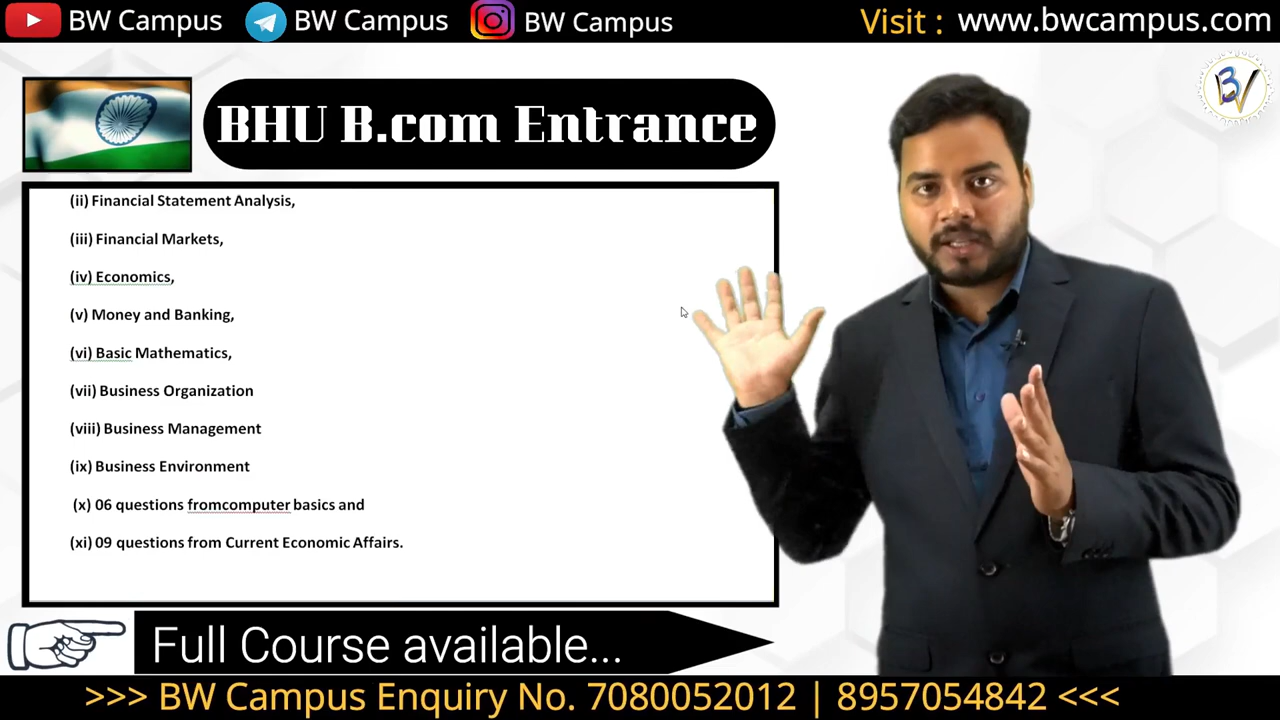 BW Campus BW Campus BW Campus Visit : www.bwcampus.com
BV
BHU B.com Entrance
(ii) Financial Statement Analysis,
(iii) Financial Markets,
(iv) Economics,
(v) Money and Banking,
(vi) Basic Mathematics,
(vii) Business Organization
(viii) Business Management
(ix) Business Environment
(x) 06 questions fromcomputer basics and
(xi) 09 questions from Current Economic Affairs.
Full Course available...
>>> BW Campus Enquiry No. 7080052012 | 8957054842 <<<